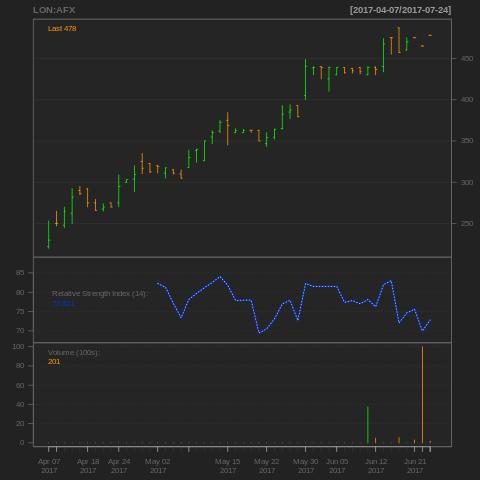 LON:AFX [2017-04-07/2017-07-24]
Last 478
450
400
350
300
250
85
80
75
70
Relative Strength Index (14):
100
80
60
40
20
0
Volume (100s):
201
Apr 07 Apr 18 Apr 24 May 02 May 15 May 22 May 30 Jun 05 Jun 12 Jun 21
2017 2017 2017 2017 2017 2017 2017 2017 2017 2017